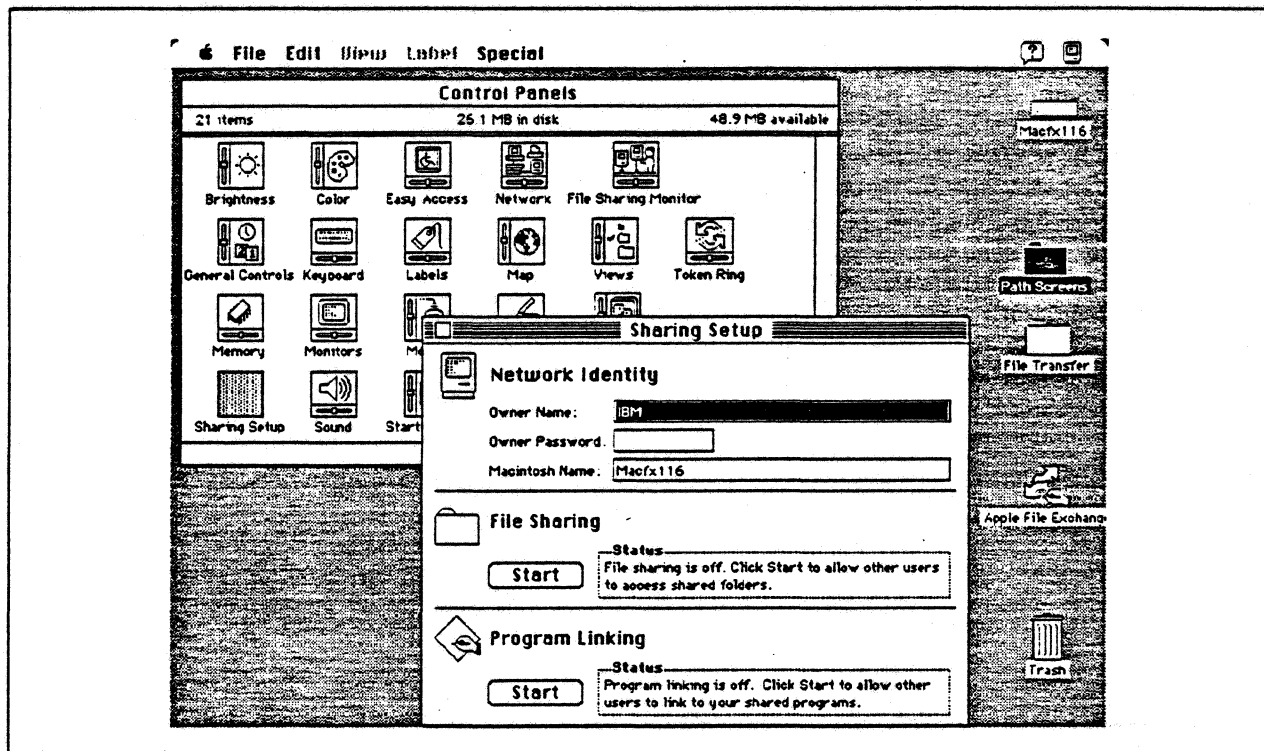 File Edit View Label Special
Control Panels
21 items 26.1 MB in disk 48.9 MB available
Brightness Color Easy Access Network File Sharing Monitor
General Controls Keyboard Labels Map Views Token Ring
Memory Monitors
Sharing Setup Sound Start
Sharing Setup
Network Identity
Owner Name: IBM
Owner Password.
Macintosh Name: Macfx116
File Sharing
Status
Start
File sharing is off. Click Start to allow other users
to access shared folders.
Program Linking
Status
Start
Program linking is off. Click Start to allow other
users to link to your shared programs.
Macfx116
Path Screens
File Transfer
Apple File Exchang
Trash